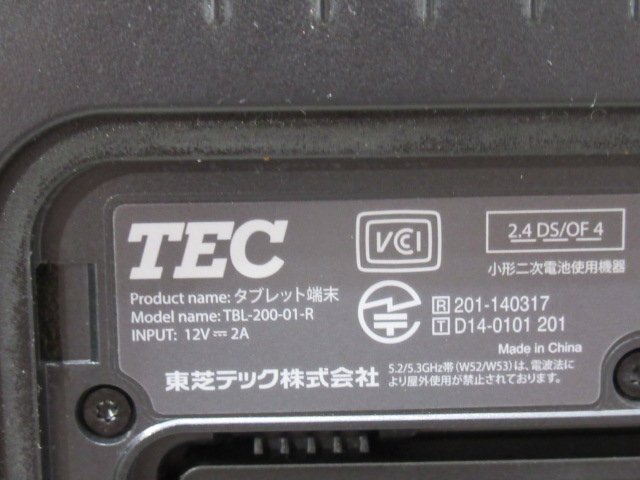 TEC
VCCI
2.4 DS/OF 4
小形二次電池使用機器
Product name: タブレット端末
Model name: TBL-200-01-R
INPUT: 12V⎓2A
R 201-140317
T D14-0101 201
Made in China
東芝テック株式会社
5.2/5.3GHz帯 (W52/W53) は、電波法に
より屋外使用が禁止されております。